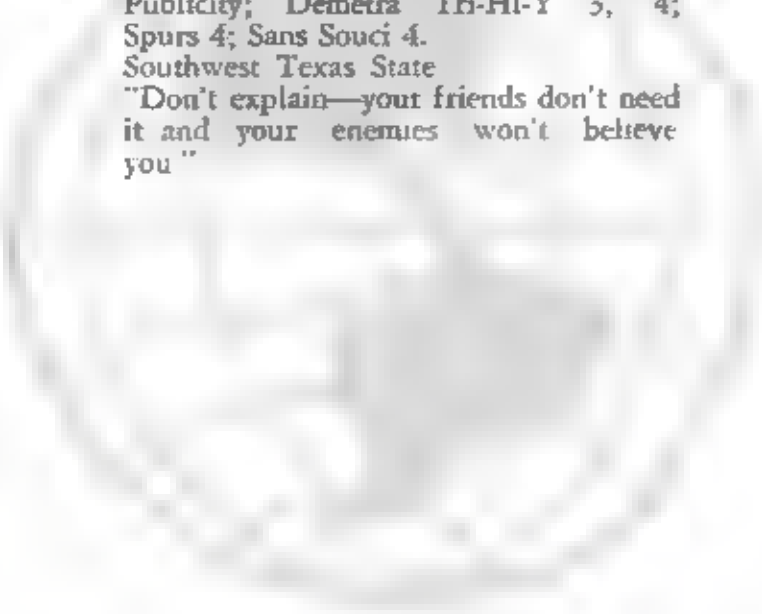 Publicity; Demetra Tri-Hi-Y 3, 4;
Spurs 4; Sans Souci 4.
Southwest Texas State
"Don't explain—your friends don't need
it and your enemies won't believe
you"